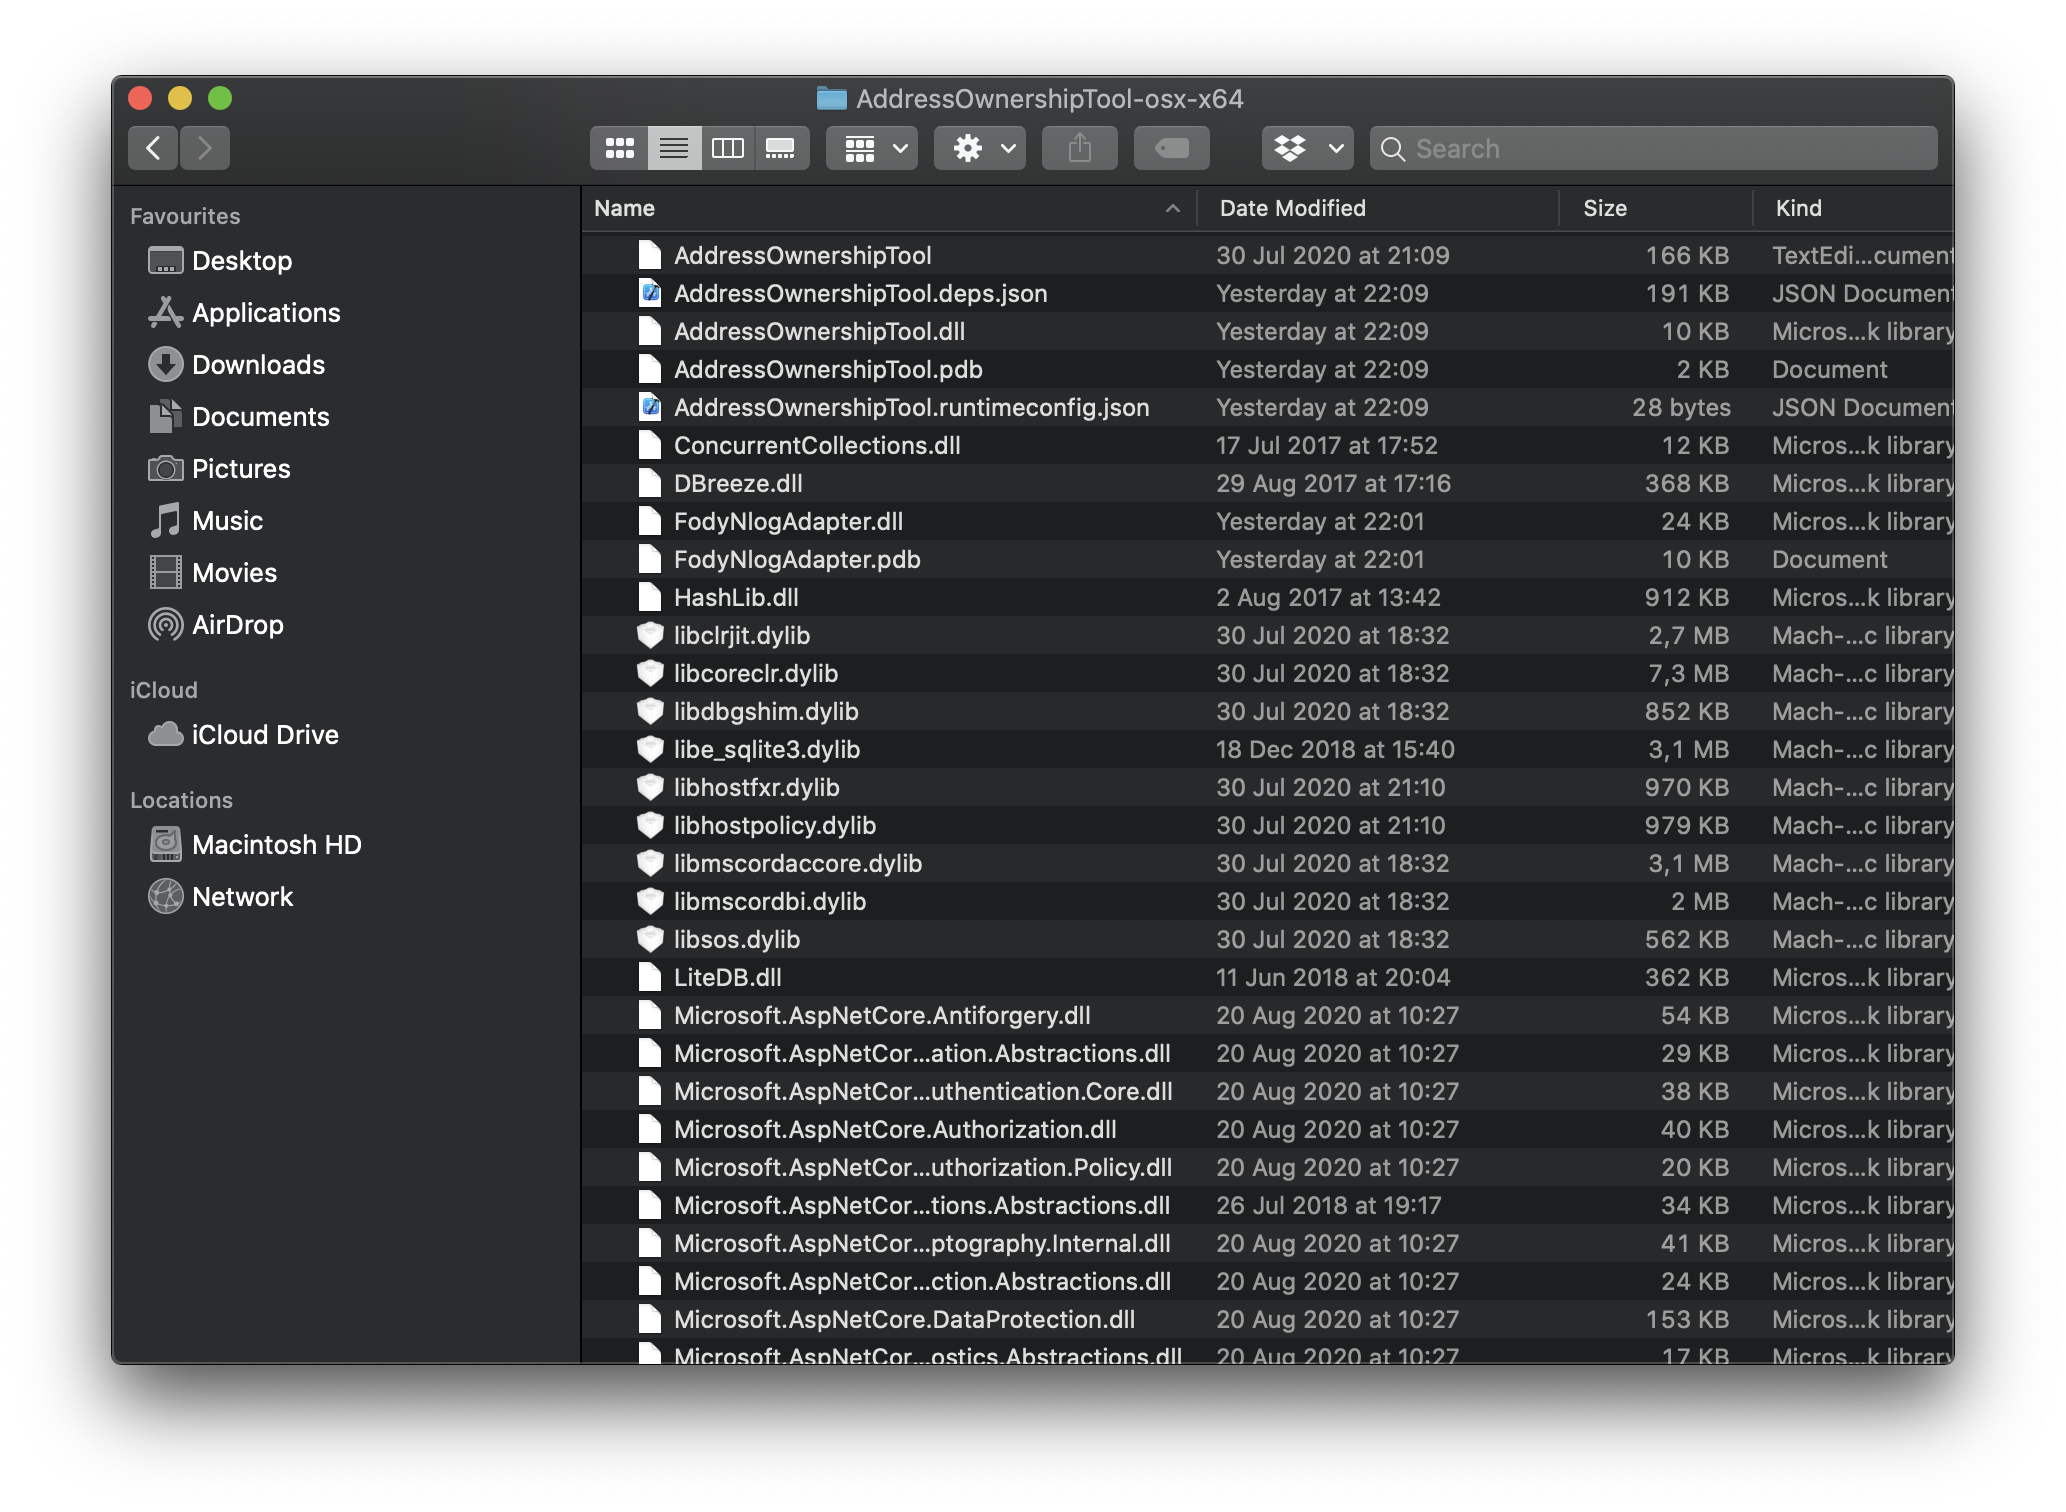 AddressOwnershipTool-osx-x64
Search
Favourites
Desktop
Applications
Downloads
Documents
Pictures
Music
Movies
AirDrop
iCloud
iCloud Drive
Locations
Macintosh HD
Network
Name Date Modified Size Kind
AddressOwnershipTool 30 Jul 2020 at 21:09 166 KB TextEdi...cument
AddressOwnershipTool.deps.json Yesterday at 22:09 191 KB JSON Document
AddressOwnershipTool.dll Yesterday at 22:09 10 KB Micros...k library
AddressOwnershipTool.pdb Yesterday at 22:09 2 KB Document
AddressOwnershipTool.runtimeconfig.json Yesterday at 22:09 28 bytes JSON Document
ConcurrentCollections.dll 17 Jul 2017 at 17:52 12 KB Micros...k library
DBreeze.dll 29 Aug 2017 at 17:16 368 KB Micros...k library
FodyNlogAdapter.dll Yesterday at 22:01 24 KB Micros...k library
FodyNlogAdapter.pdb Yesterday at 22:01 10 KB Document
HashLib.dll 2 Aug 2017 at 13:42 912 KB Micros...k library
libclrjit.dylib 30 Jul 2020 at 18:32 2,7 MB Mach-...c library
libcoreclr.dylib 30 Jul 2020 at 18:32 7,3 MB Mach-...c library
libdbgshim.dylib 30 Jul 2020 at 18:32 852 KB Mach-...c library
libe_sqlite3.dylib 18 Dec 2018 at 15:40 3,1 MB Mach-...c library
libhostfxr.dylib 30 Jul 2020 at 21:10 970 KB Mach-...c library
libhostpolicy.dylib 30 Jul 2020 at 21:10 979 KB Mach-...c library
libmscordaccore.dylib 30 Jul 2020 at 18:32 3,1 MB Mach-...c library
libmscordbi.dylib 30 Jul 2020 at 18:32 2 MB Mach-...c library
libsos.dylib 30 Jul 2020 at 18:32 562 KB Mach-...c library
LiteDB.dll 11 Jun 2018 at 20:04 362 KB Micros...k library
Microsoft.AspNetCore.Antiforgery.dll 20 Aug 2020 at 10:27 54 KB Micros...k library
Microsoft.AspNetCor...ation.Abstractions.dll 20 Aug 2020 at 10:27 29 KB Micros...k library
Microsoft.AspNetCor...uthentication.Core.dll 20 Aug 2020 at 10:27 38 KB Micros...k library
Microsoft.AspNetCore.Authorization.dll 20 Aug 2020 at 10:27 40 KB Micros...k library
Microsoft.AspNetCor...uthorization.Policy.dll 20 Aug 2020 at 10:27 20 KB Micros...k library
Microsoft.AspNetCor...tions.Abstractions.dll 26 Jul 2018 at 19:17 34 KB Micros...k library
Microsoft.AspNetCor...ptography.Internal.dll 20 Aug 2020 at 10:27 41 KB Micros...k library
Microsoft.AspNetCor...ction.Abstractions.dll 20 Aug 2020 at 10:27 24 KB Micros...k library
Microsoft.AspNetCore.DataProtection.dll 20 Aug 2020 at 10:27 153 KB Micros...k library
Microsoft.AspNetCor...ostics.Abstractions.dll 20 Aug 2020 at 10:27 17 KB Micros...k library